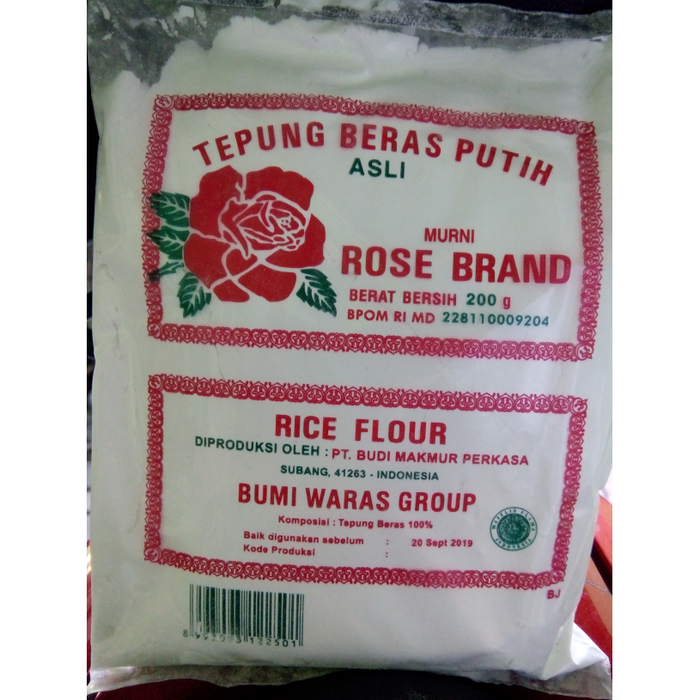 TEPUNG BERAS PUTIH
ASLI
MURNI
ROSE BRAND
BERAT BERSIH 200 g
BPOM RI MD 228110009204
RICE FLOUR
DIPRODUKSI OLEH : PT. BUDI MAKMUR PERKASA
SUBANG, 41263 - INDONESIA
BUMI WARAS GROUP
Komposisi : Tepung Beras 100%
Baik digunakan sebelum : 20 Sept 2019
Kode Produksi :
BJ